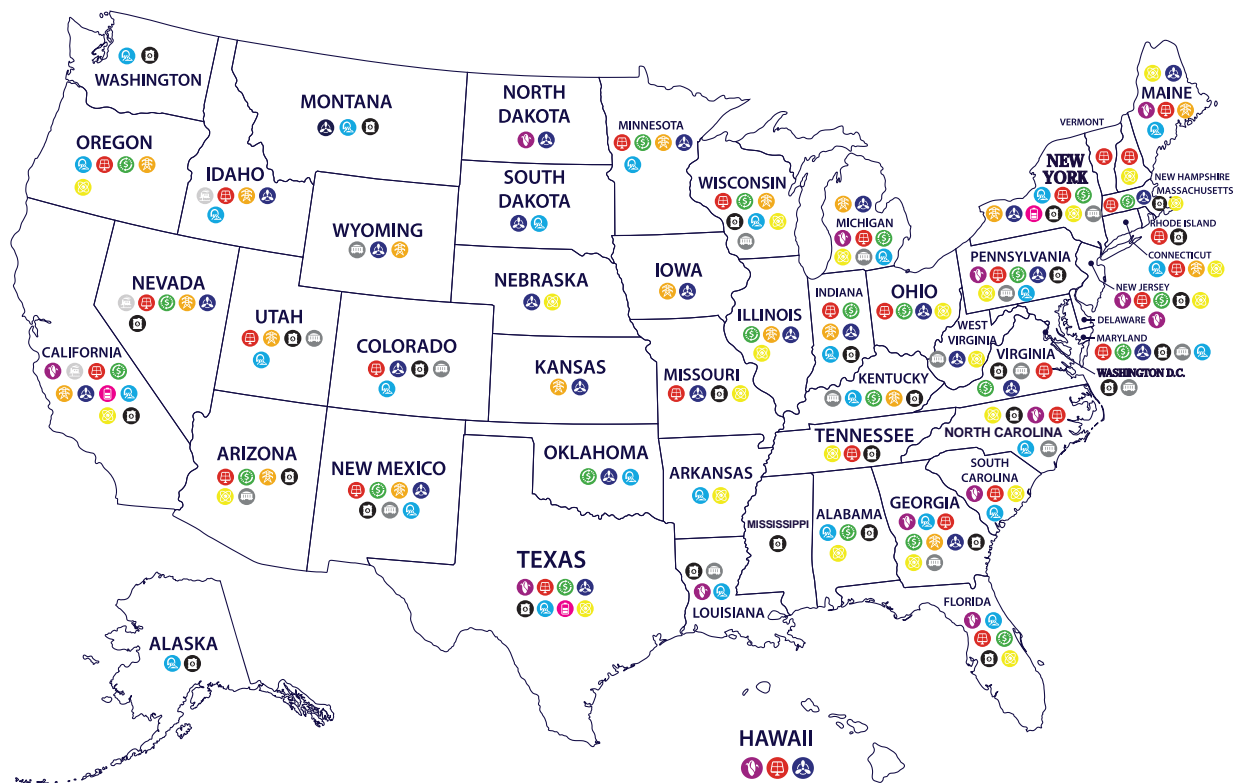 WASHINGTON
MONTANA
NORTH
DAKOTA
MINNESOTA
MAINE
VERMONT
OREGON
IDAHO
SOUTH
DAKOTA
WISCONSIN
NEW
YORK
NEW HAMPSHIRE
MASSACHUSETTS
WYOMING
MICHIGAN
RHODE ISLAND
CONNECTICUT
PENNSYLVANIA
NEVADA
NEBRASKA
IOWA
NEW JERSEY
INDIANA
OHIO
UTAH
ILLINOIS
DELAWARE
WEST
VIRGINIA
MARYLAND
CALIFORNIA
COLORADO
KANSAS
MISSOURI
KENTUCKY
VIRGINIA
WASHINGTON D.C.
TENNESSEE
NORTH CAROLINA
ARIZONA
NEW MEXICO
OKLAHOMA
ARKANSAS
SOUTH
CAROLINA
GEORGIA
MISSISSIPPI
ALABAMA
TEXAS
LOUISIANA
FLORIDA
ALASKA
HAWAII